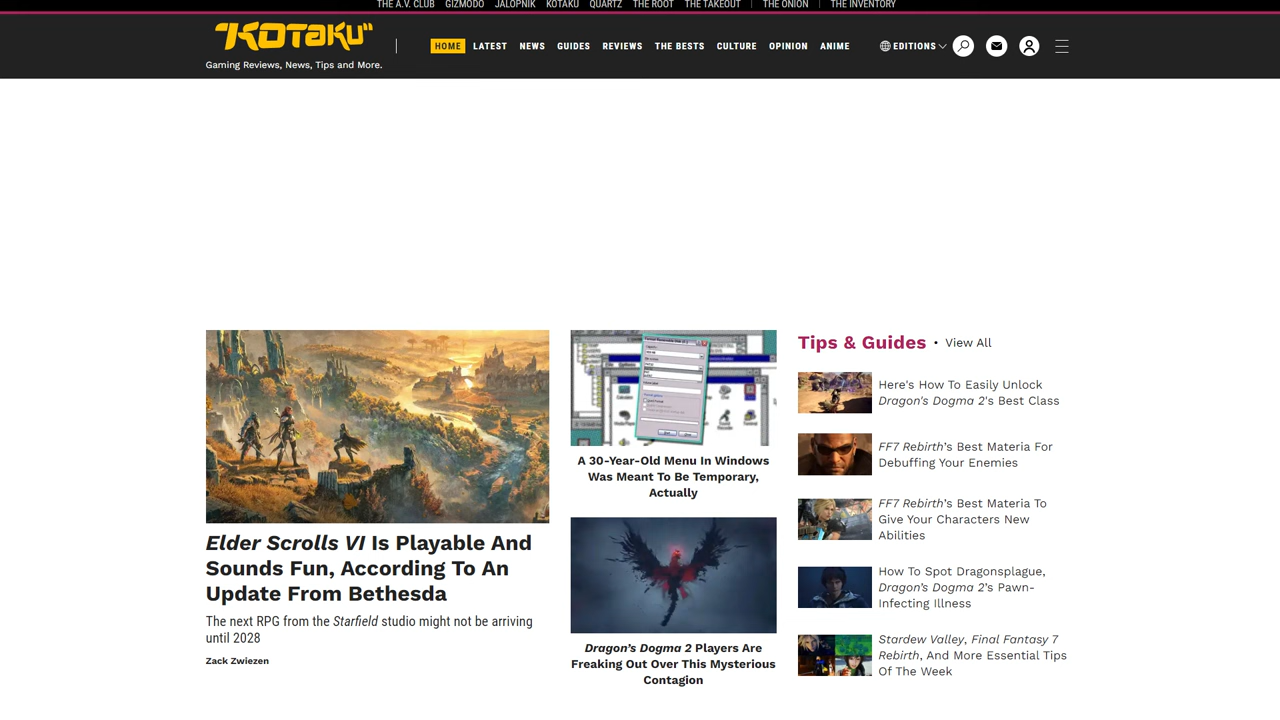 THE A.V. CLUB GIZMODO JALOPNIK KOTAKU QUARTZ THE ROOT THE TAKEOUT THE ONION THE INVENTORY
"KOTAKU"
Gaming Reviews, News, Tips and More.
HOME LATEST NEWS GUIDES REVIEWS THE BESTS CULTURE OPINION ANIME EDITIONS
Elder Scrolls VI Is Playable And
Sounds Fun, According To An
Update From Bethesda
The next RPG from the Starfield studio might not be arriving
until 2028
Zack Zwiezen
A 30-Year-Old Menu In Windows
Was Meant To Be Temporary,
Actually
Dragon's Dogma 2 Players Are
Freaking Out Over This Mysterious
Contagion
Tips & Guides • View All
Here's How To Easily Unlock
Dragon's Dogma 2's Best Class
FF7 Rebirth's Best Materia For
Debuffing Your Enemies
FF7 Rebirth's Best Materia To
Give Your Characters New
Abilities
How To Spot Dragonsplague,
Dragon's Dogma 2's Pawn-
Infecting Illness
Stardew Valley, Final Fantasy 7
Rebirth, And More Essential Tips
Of The Week